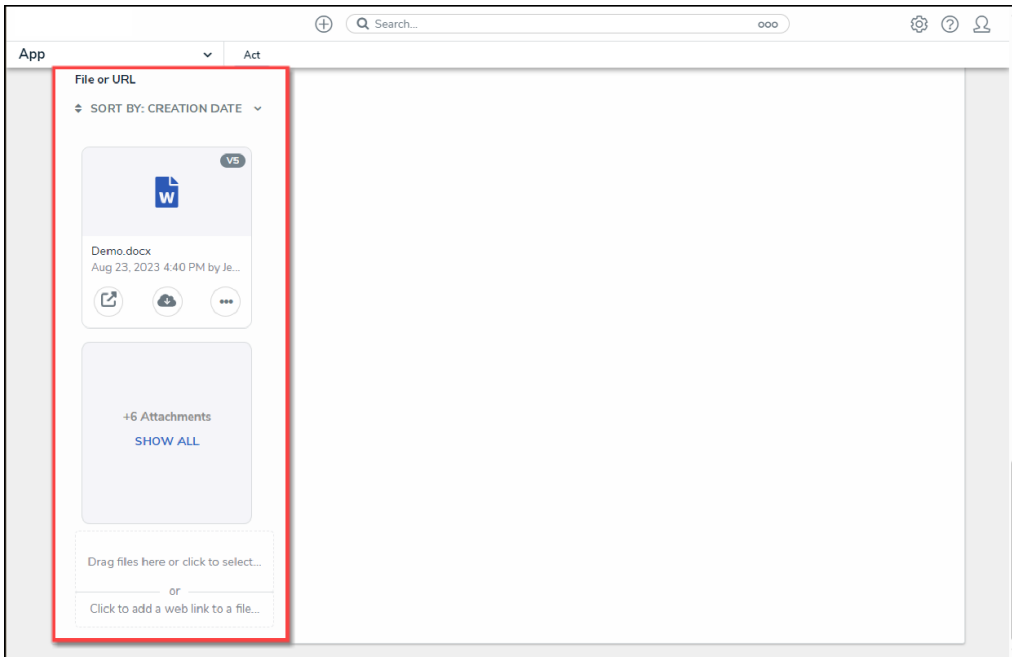 Search...
App
Act
File or URL
SORT BY: CREATION DATE
V5
W
Demo.docx
Aug 23, 2023 4:40 PM by Je...
+6 Attachments
SHOW ALL
Drag files here or click to select...
or
Click to add a web link to a file...